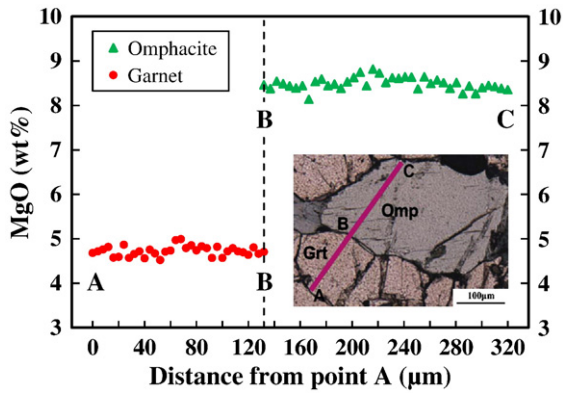 Omphacite
Garnet
MgO (wt%)
10
9
8
7
6
5
4
3
10
9
8
7
6
5
4
3
B
C
A
B
C
B
Omp
Grt
A
100µm
0 40 80 120 160 200 240 280 320
Distance from point A (µm)